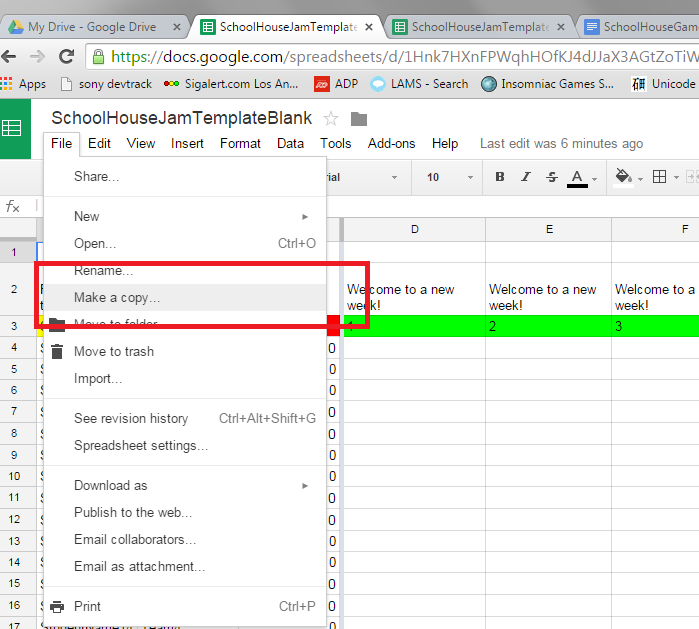 My Drive - Google Drive
SchoolHouseJamTemplate
SchoolHouseJamTemplate
SchoolHouseGam
https://docs.google.com/spreadsheets/d/1Hnk7HXnFPWqhHOfKJ4dJJaX3AGtZoTiW
Apps sony devtrack Sigalert.com Los An... ADP LAMS - Search Insomniac Games S... Unicode
SchoolHouseJamTemplateBlank
File Edit View Insert Format Data Tools Add-ons Help Last edit was 6 minutes ago
Share...
10 B I S A
fx
New
D E F
Open... Ctrl+O
1
Rename...
2
Make a copy...
Welcome to a new week!
Welcome to a new week!
Welcome to a new week!
Move to folder
3 2 3
4 0
Move to trash
5 0
Import...
6 0
7 0
See revision history Ctrl+Alt+Shift+G
8 0
Spreadsheet settings...
9 0
10 0
Download as
11 0
Publish to the web...
12 0
Email collaborators...
13 0
Email as attachment...
14 0
15 0
Print Ctrl+P
16 0
17